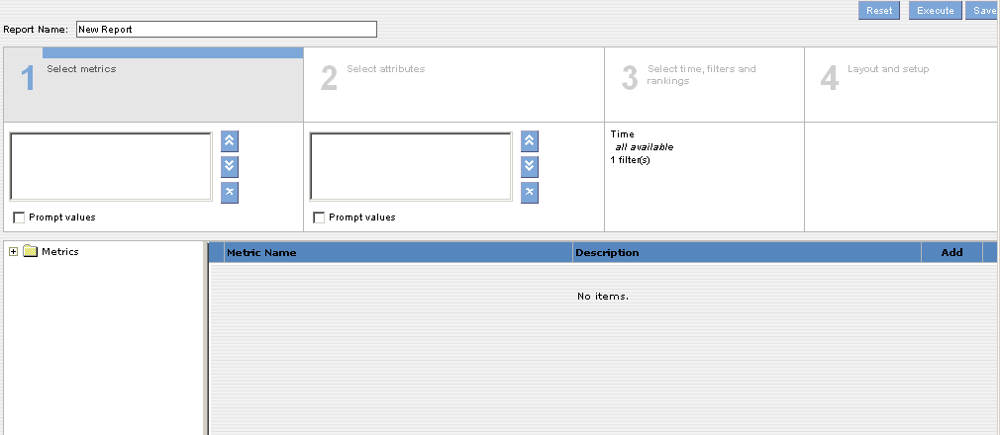 Reset Execute Save
Report Name: New Report
1 Select metrics
2 Select attributes
3 Select time, filters and
rankings
4 Layout and setup
Time
all available
1 filter(s)
Prompt values
Prompt values
Metrics
Metric Name Description Add
No items.